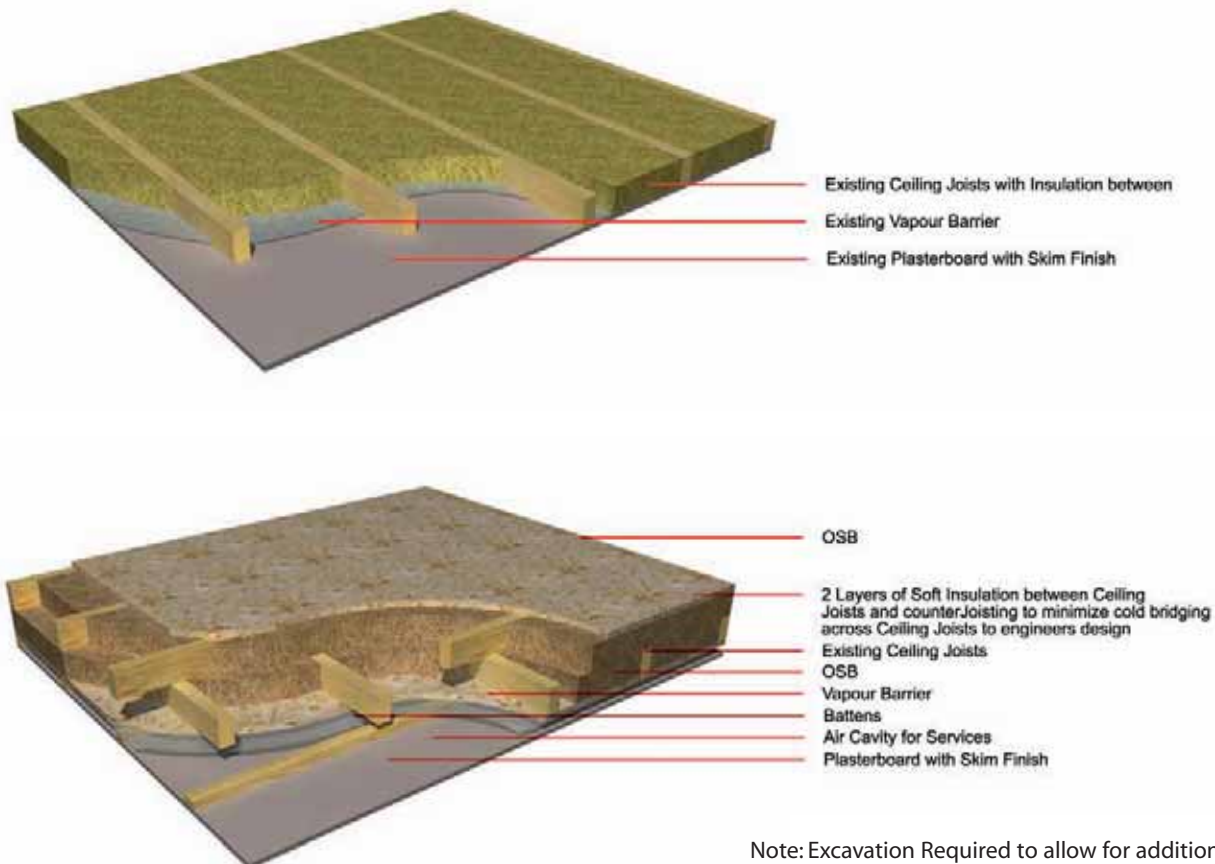 Existing Ceiling Joists with Insulation between
Existing Vapour Barrier
Existing Plasterboard with Skim Finish
OSB
2 Layers of Soft Insulation between Ceiling
Joists and counterJoisting to minimize cold bridging
across Ceiling Joists to engineers design
Existing Ceiling Joists
OSB
Vapour Barrier
Battens
Air Cavity for Services
Plasterboard with Skim Finish
Note: Excavation Required to allow for addition